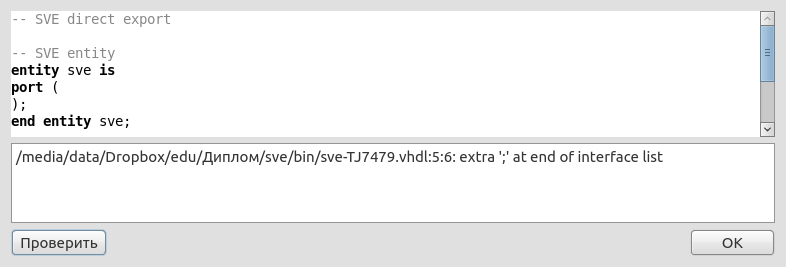 -- SVE direct export
-- SVE entity
entity sve is
port (
);
end entity sve;
/media/data/Dropbox/edu/Диплом/sve/bin/sve-TJ7479.vhdl:5:6: extra ';' at end of interface list
Проверить
OK